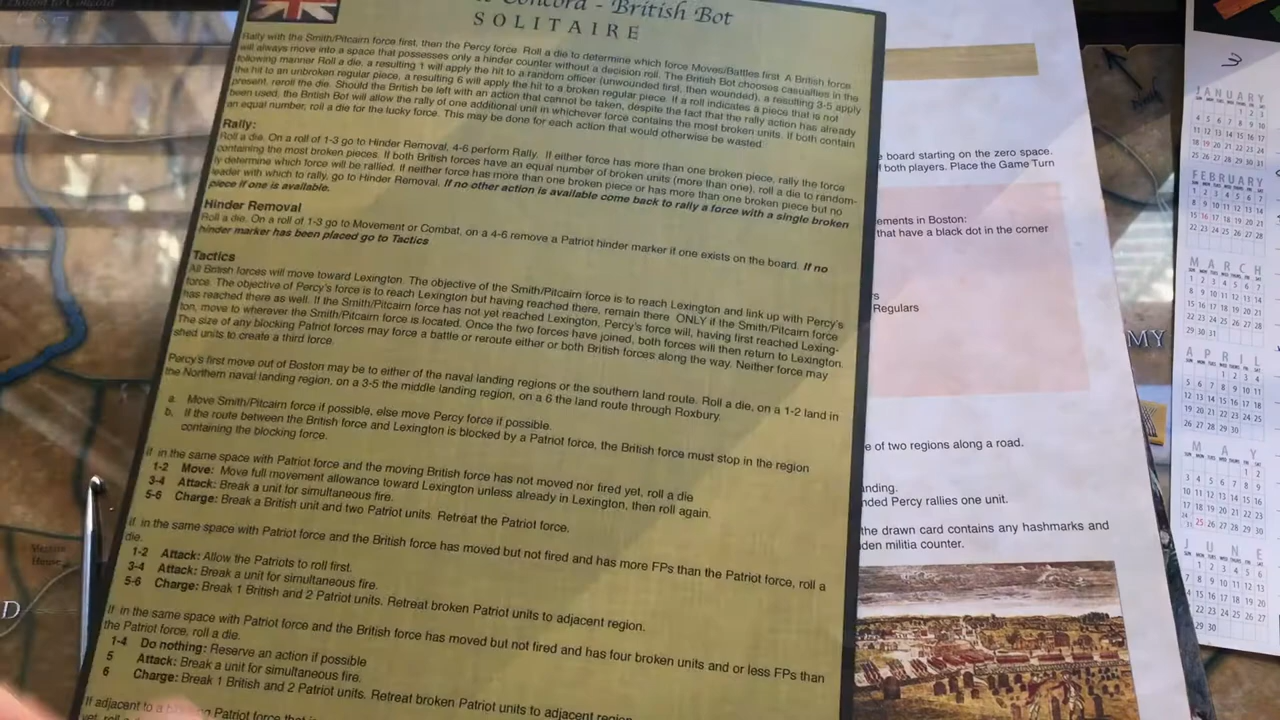 Concord - British Bot
SOLITAIRE
Rally with the Smith/Pitcairn force first, then the Percy force. Roll a die to determine which force Moves/Battles first. A British force
will always move into a space that possesses only a hinder counter without a decision roll. The British Bot chooses casualties in the
following manner Roll a die, a resulting 1 will apply the hit to a random officer (unwounded first, then wounded), a resulting 3-5 apply
the hit to an unbroken regular piece, a resulting 6 will apply the hit to a broken regular piece. If a roll indicates a piece that is not
present, reroll the die. Should the British be left with an action that cannot be taken, despite the fact that the rally action has already
been used, the British Bot will allow the rally of one additional unit in whichever force contains the most broken units. If both contain
an equal number, roll a die for the lucky force. This may be done for each action that would otherwise be wasted
Rally:
Roll a die. On a roll of 1-3 go to Hinder Removal, 4-6 perform Rally. If either force has more than one broken piece, rally the force
containing the most broken pieces. If both British forces have an equal number of broken units (more than one), roll a die to random-
ly determine which force will be rallied. If neither force has more than one broken piece or has more than one broken piece but no
leader with which to rally, go to Hinder Removal. If no other action is available come back to rally a force with a single broken
piece if one is available.
Hinder Removal
Roll a die. On a roll of 1-3 go to Movement or Combat, on a 4-6 remove a Patriot hinder marker if one exists on the board. If no
hinder marker has been placed go to Tactics
Tactics
All British forces will move toward Lexington. The objective of the Smith/Pitcairn force is to reach Lexington and link up with Percy's
force. The objective of Percy's force is to reach Lexington but having reached there, remain there ONLY if the Smith/Pitcairn force
has reached there as well. If the Smith/Pitcairn force has not yet reached Lexington, Percy's force will, having first reached Lexing-
ton, move to wherever the Smith/Pitcairn force is located. Once the two forces have joined, both forces will then return to Lexington.
The size of any blocking Patriot forces may force a battle or reroute either or both British forces along the way. Neither force may
shed units to create a third force.
Percy's first move out of Boston may be to either of the naval landing regions or the southern land route. Roll a die, on a 1-2 land in
the Northern naval landing region, on a 3-5 the middle landing region, on a 6 the land route through Roxbury.
a. Move Smith/Pitcairn force if possible, else move Percy force if possible.
b. If the route between the British force and Lexington is blocked by a Patriot force, the British force must stop in the region
containing the blocking force.
if in the same space with Patriot force and the moving British force has not moved nor fired yet, roll a die
1-2 Move: Move full movement allowance toward Lexington unless already in Lexington, then roll again.
3-4 Attack: Break a unit for simultaneous fire.
5-6 Charge: Break a British unit and two Patriot units. Retreat the Patriot force.
if in the same space with Patriot force and the British force has moved but not fired and has more FPs than the Patriot force, roll a
die.
1-2 Attack: Allow the Patriots to roll first.
3-4 Attack: Break a unit for simultaneous fire.
5-6 Charge: Break 1 British and 2 Patriot units. Retreat broken Patriot units to adjacent region.
If in the same space with Patriot force and the British force has moved but not fired and has four broken units and or less FPs than
the Patriot force, roll a die.
1-4 Do nothing: Reserve an action if possible
5 Attack: Break a unit for simultaneous fire.
6 Charge: Break 1 British and 2 Patriot units. Retreat broken Patriot units to adjacent region
If adjacent to a Patriot force
board starting on the zero space.
both players. Place the Game Turn
ements in Boston:
that have a black dot in the corner
s
Regulars
e of two regions along a road.
anding.
nded Percy rallies one unit.
the drawn card contains any hashmarks and
den militia counter.
MY
D
JANUARY
FEBRUARY
MARCH
APRIL
MAY
JUNE